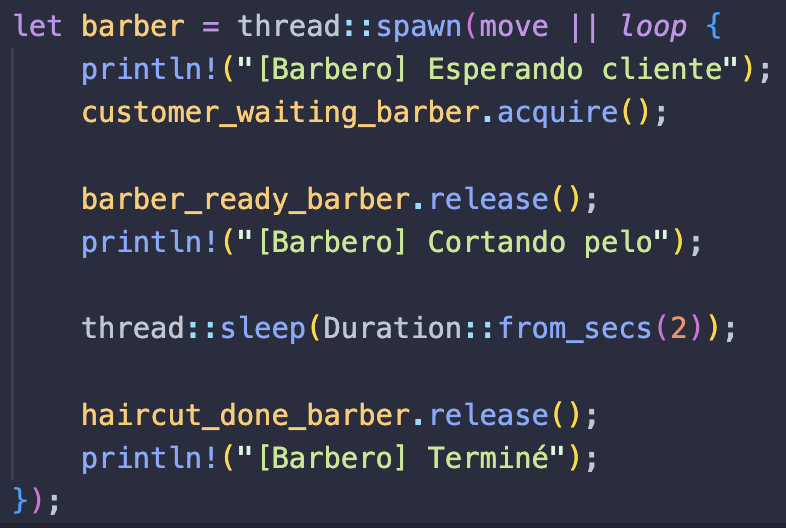 let barber = thread::spawn(move || loop {
    println!("[Barbero] Esperando cliente");
    customer_waiting_barber.acquire();

    barber_ready_barber.release();
    println!("[Barbero] Cortando pelo");

    thread::sleep(Duration::from_secs(2));

    haircut_done_barber.release();
    println!("[Barbero] Terminé");
});